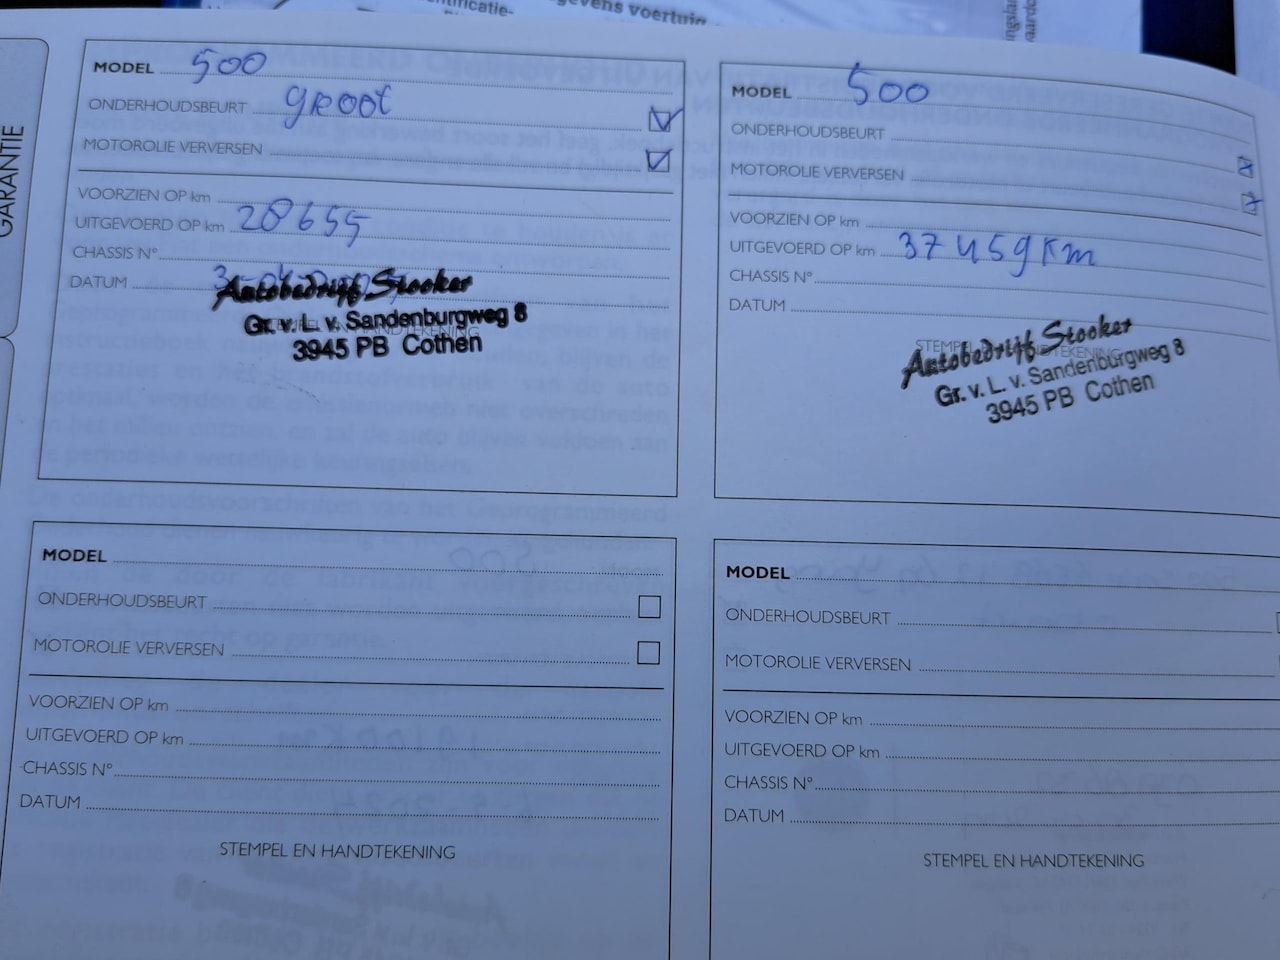 GARANTIE
MODEL 500
ONDERHOUDSBEURT groot
MOTOROLIE VERVERSEN
VOORZIEN OP km
UITGEVOERD OP km 28655
CHASSIS N°
DATUM
Autobedrijf Stooker
Gr. v. L. v. Sandenburgweg 8
3945 PB Cothen
MODEL 500
ONDERHOUDSBEURT
MOTOROLIE VERVERSEN
VOORZIEN OP km
UITGEVOERD OP km 37459 km
CHASSIS N°
DATUM
STEMPEL EN HANDTEKENING
Autobedrijf Stooker
Gr. v. L. v. Sandenburgweg 8
3945 PB Cothen
MODEL
ONDERHOUDSBEURT
MOTOROLIE VERVERSEN
VOORZIEN OP km
UITGEVOERD OP km
CHASSIS N°
DATUM
STEMPEL EN HANDTEKENING
MODEL
ONDERHOUDSBEURT
MOTOROLIE VERVERSEN
VOORZIEN OP km
UITGEVOERD OP km
CHASSIS N°
DATUM
STEMPEL EN HANDTEKENING